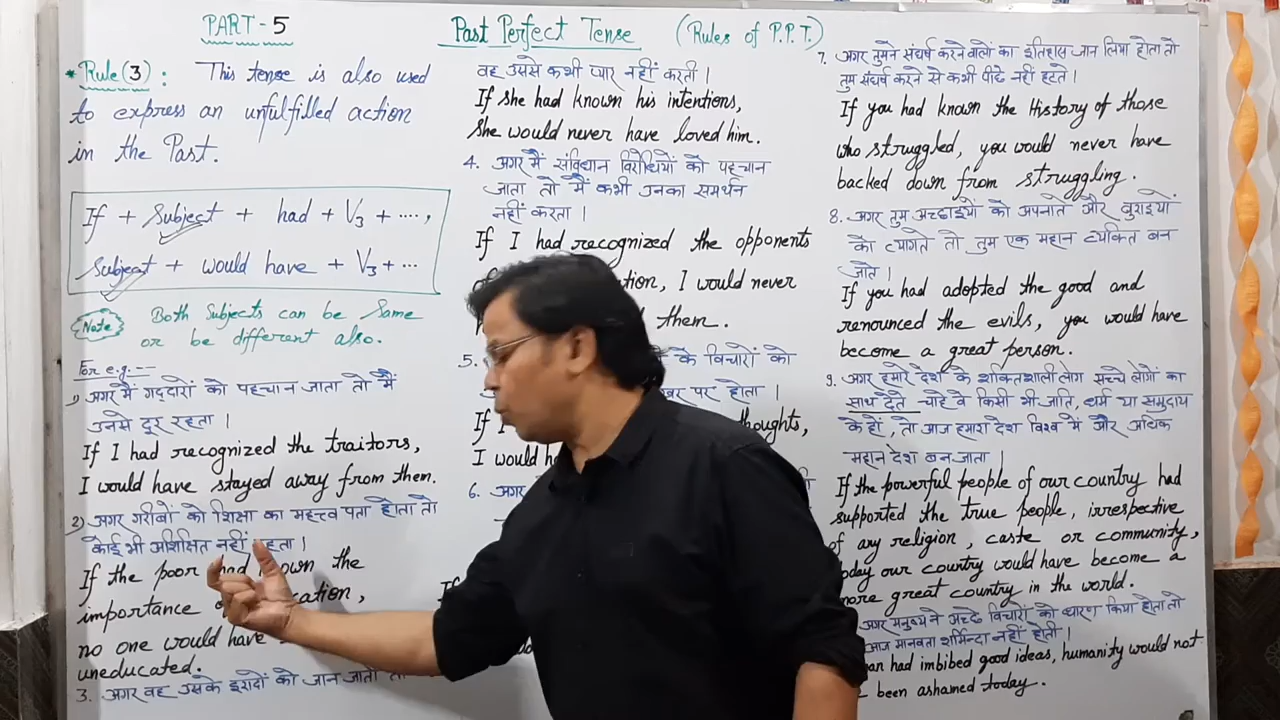 PART-5
Past Perfect Tense (Rules of P.P.T.)
* Rule (3) : This tense is also used
to express an unfulfilled action
in the Past.
If + Subject + had + V3 + ....,
Subject + would have + V3 + ...
Note Both Subjects can be same
or be different also.
For e.g.---
1) अगर मैं गद्दारों को पहचान जाता तो मैं
उनसे दूर रहता ।
If I had recognized the traitors,
I would have stayed away from them.
2) अगर गरीबों को शिक्षा का महत्त्व पता होता तो
कोई भी अशिक्षित नहीं रहता ।
If the poor had the
importance
no one would have
uneducated.
3. अगर वह उसके इरादों को जान जाती
वह उससे कभी प्यार नहीं करती ।
If she had known his intentions,
she would never have loved him.
4. अगर मैं संविधान विरोधियों को पहचान
जाता तो मैं कभी उनका समर्थन
नहीं करता ।
If I had recognized the opponents
I would never
them.
5. के विचारों को
पर होता ।
If thoughts,
I would
6. अगर
If
7. अगर तुमने संघर्ष करने वालों का इतिहास जान लिया होता तो
तुम संघर्ष करने से कभी पीछे नहीं हटते ।
If you had known the History of those
who struggled, you would never have
backed down from struggling.
8. अगर तुम अच्छाइयों को अपनाते और बुराइयों
को त्यागते तो तुम एक महान व्यक्ति बन
जाते ।
If you had adopted the good and
renounced the evils, you would have
become a great person.
9. अगर हमारे देश के शक्तिशाली लोग सच्चे लोगों का
साथ देते चाहे वे किसी भी जाति, धर्म या समुदाय
के हों, तो आज हमारा देश विश्व में और अधिक
महान देश बन जाता ।
If the powerful people of our country had
supported the true people, irrespective
of any religion, caste or community,
today our country would have become a
more great country in the world.
अगर मनुष्य ने अच्छे विचारों को धारण किया होता तो
आज मानवता शर्मिन्दा नहीं होती ।
had imbibed good ideas, humanity would not
been ashamed today.